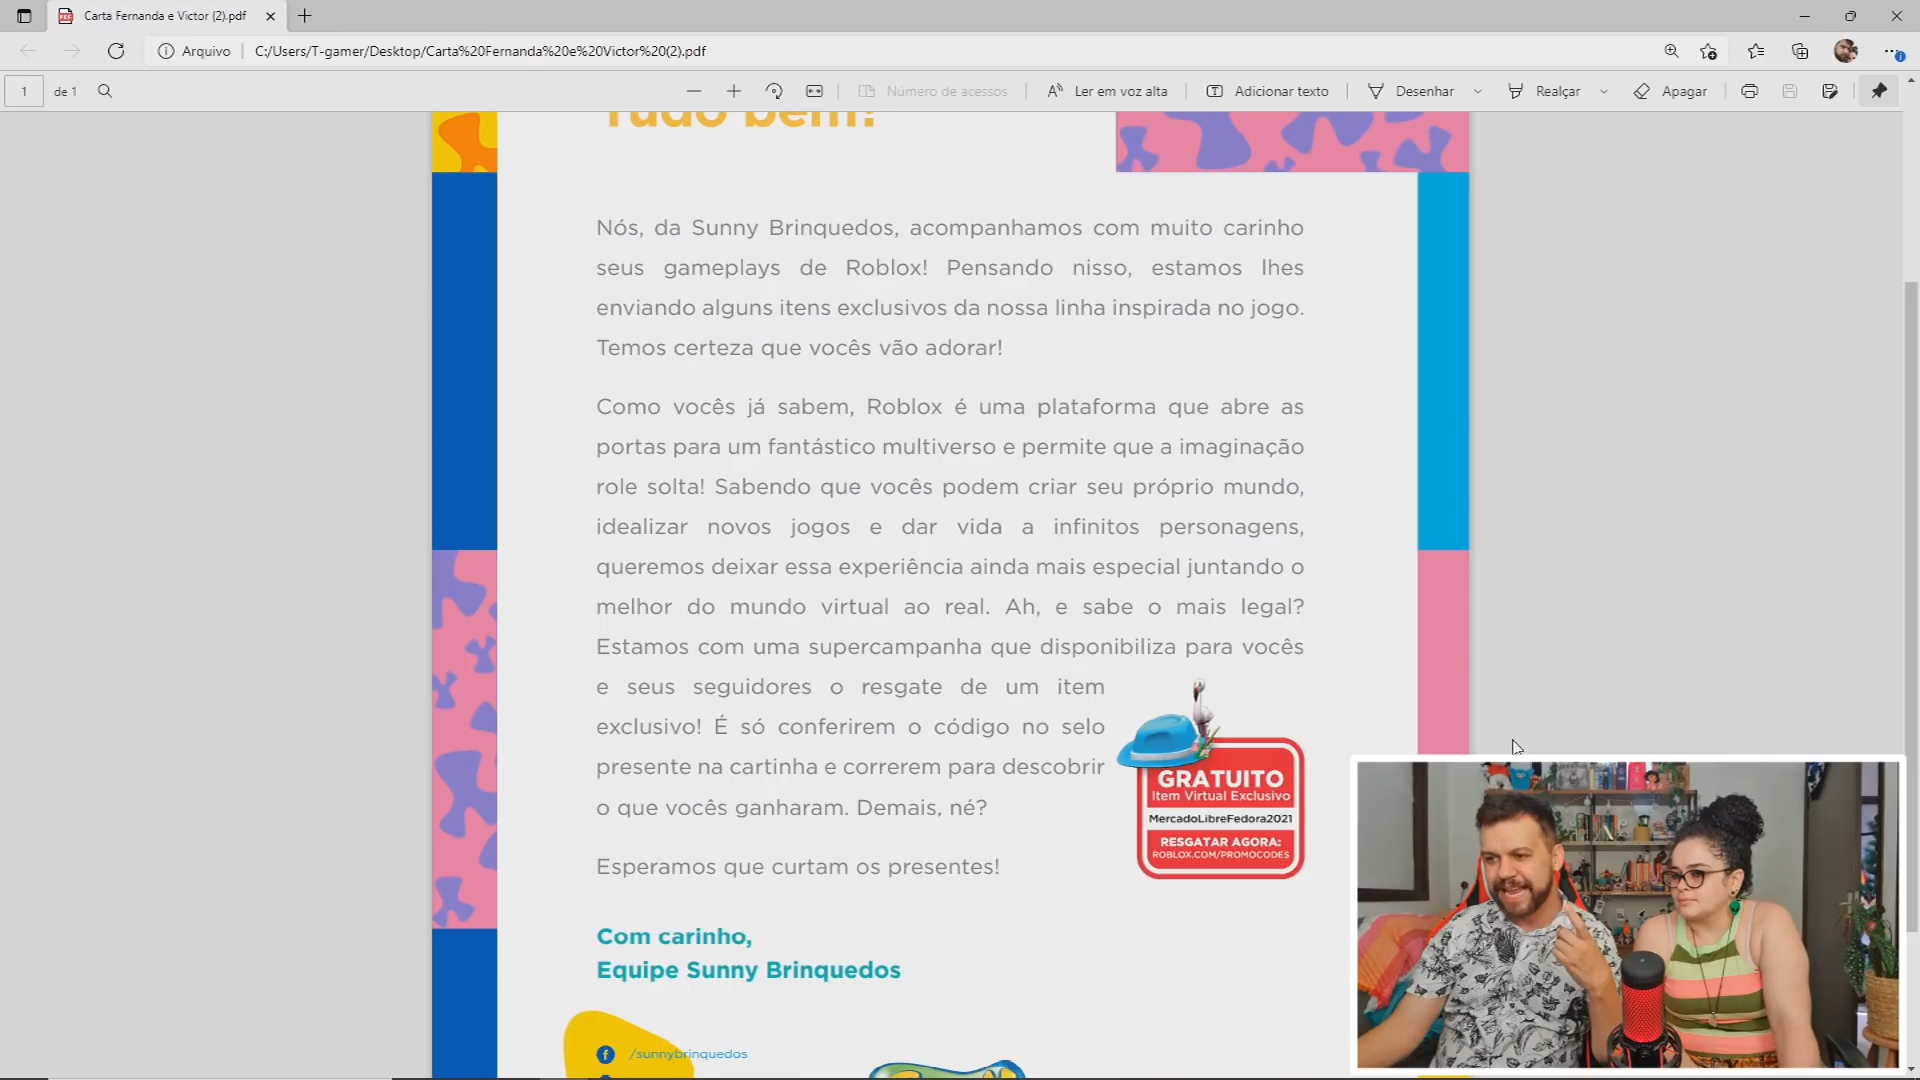 Carta Fernanda e Victor (2).pdf
Arquivo
C:/Users/T-gamer/Desktop/Carta%20Fernanda%20e%20Victor%20(2).pdf
1 de 1
Número de acessos
Ler em voz alta
Adicionar texto
Desenhar
Realçar
Apagar
Tudo bem?
Nós, da Sunny Brinquedos, acompanhamos com muito carinho
seus gameplays de Roblox! Pensando nisso, estamos lhes
enviando alguns itens exclusivos da nossa linha inspirada no jogo.
Temos certeza que vocês vão adorar!
Como vocês já sabem, Roblox é uma plataforma que abre as
portas para um fantástico multiverso e permite que a imaginação
role solta! Sabendo que vocês podem criar seu próprio mundo,
idealizar novos jogos e dar vida a infinitos personagens,
queremos deixar essa experiência ainda mais especial juntando o
melhor do mundo virtual ao real. Ah, e sabe o mais legal?
Estamos com uma supercampanha que disponibiliza para vocês
e seus seguidores o resgate de um item
exclusivo! É só conferirem o código no selo
presente na cartinha e correrem para descobrir
o que vocês ganharam. Demais, né?
GRATUITO
Item Virtual Exclusivo
MercadoLibreFedora2021
RESGATAR AGORA:
ROBLOX.COM/PROMOCODES
Esperamos que curtam os presentes!
Com carinho,
Equipe Sunny Brinquedos
/sunnybrinquedos